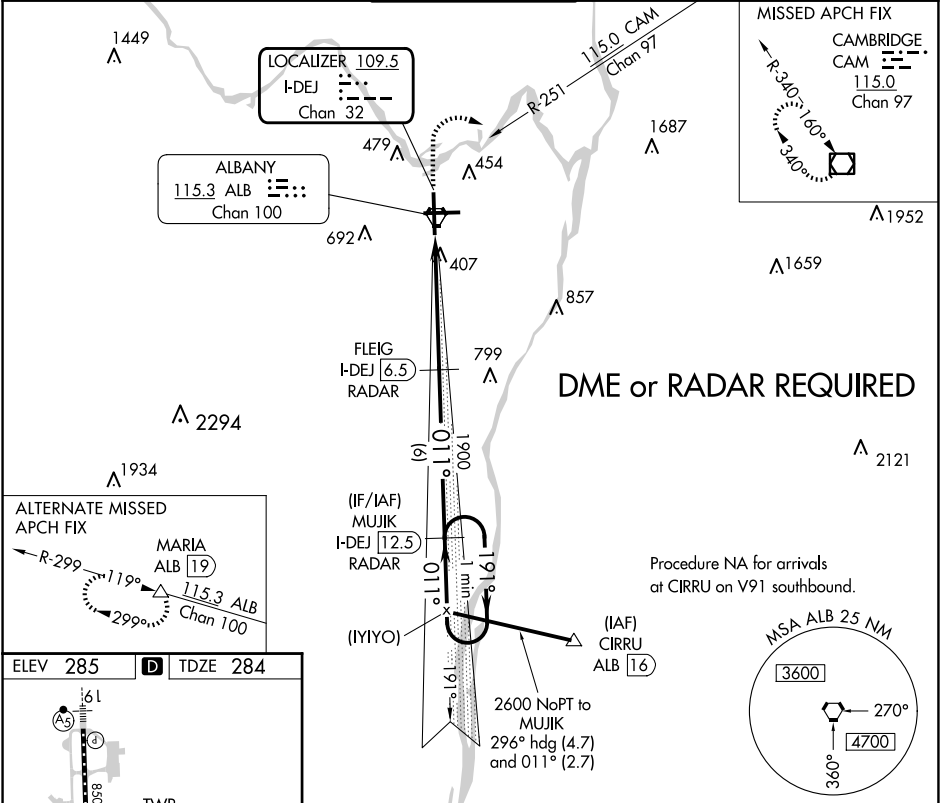 1449
LOCALIZER 109.5
I-DEJ
Chan 32
115.0 CAM
Chan 97
R-251
MISSED APCH FIX
CAMBRIDGE
CAM
115.0
Chan 97
R-340
160°
340°
479
454
1687
ALBANY
115.3 ALB
Chan 100
692
407
1952
1659
857
FLEIG
I-DEJ 6.5
RADAR
799
DME or RADAR REQUIRED
2294
1934
2121
011°
(6)
1900
ALTERNATE MISSED
APCH FIX
R-299
119°
299°
MARIA
ALB 19
115.3 ALB
Chan 100
(IF/IAF)
MUJIK
I-DEJ 12.5
RADAR
011°
1 min
191°
(IYIYO)
191°
(IAF)
CIRRU
ALB 16
2600 NoPT to
MUJIK
296° hdg (4.7)
and 011° (2.7)
Procedure NA for arrivals
at CIRRU on V91 southbound.
MSA ALB 25 NM
3600
270°
4700
360°
ELEV 285 D TDZE 284
19
A5
P
850
TWR